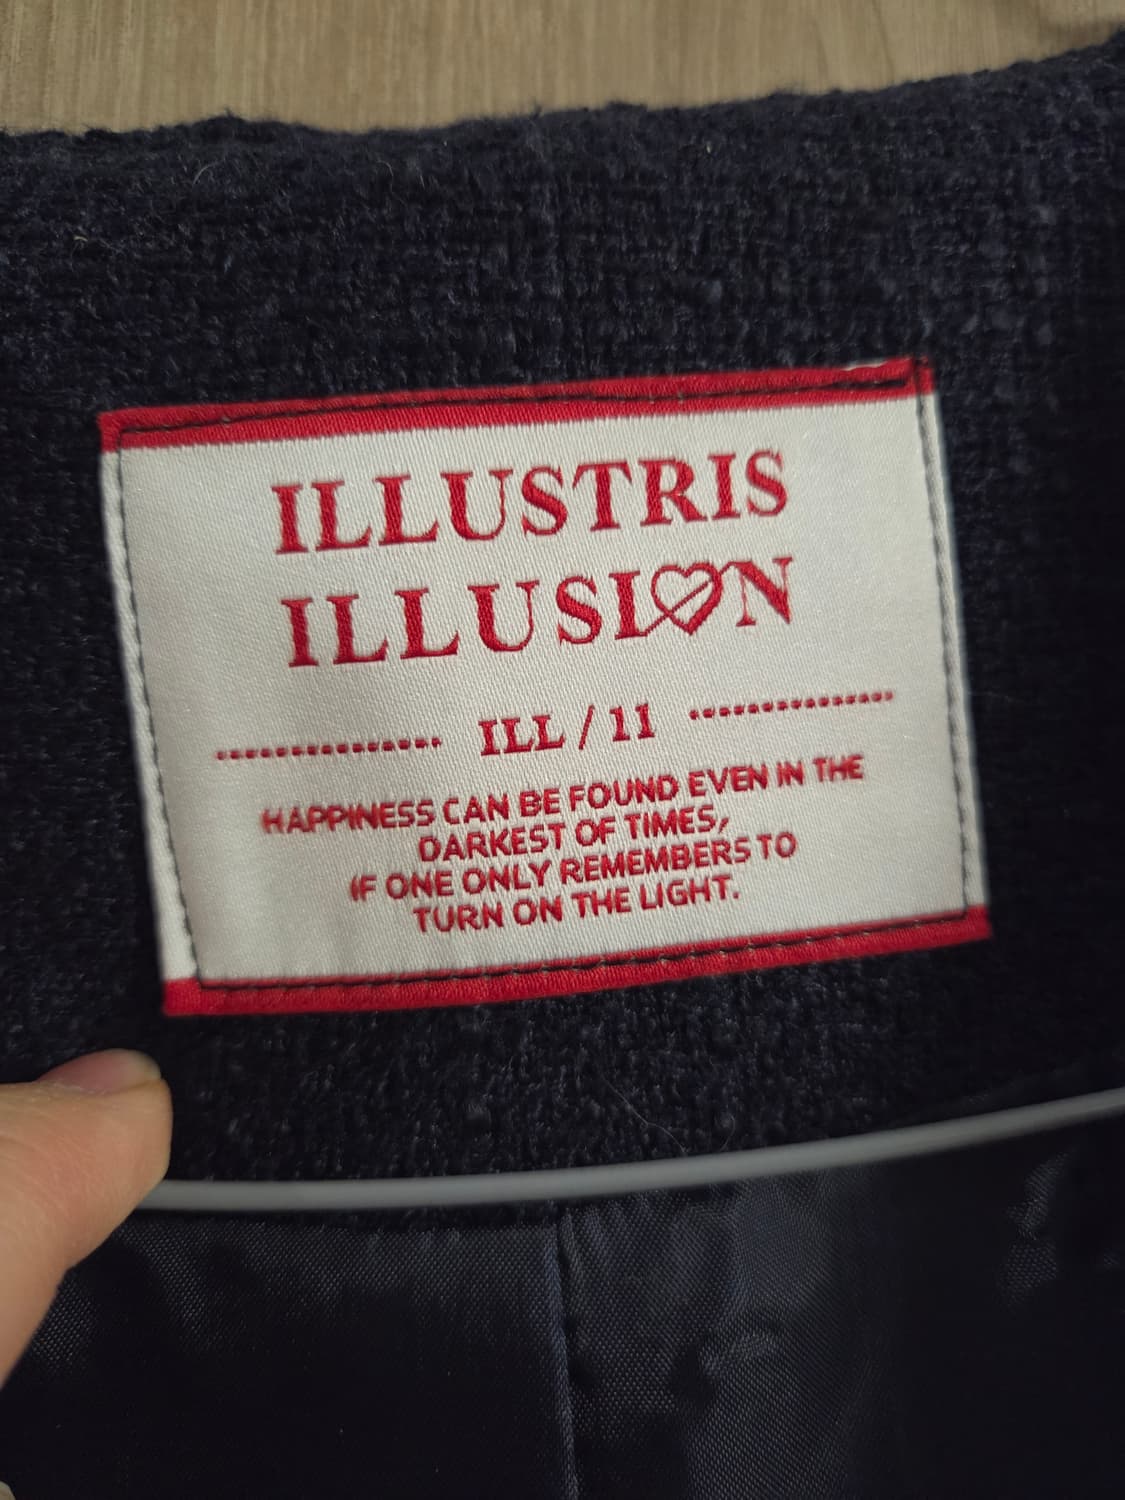 ILLUSTRIS
ILLUSION
ILL / 11
HAPPINESS CAN BE FOUND EVEN IN THE
DARKEST OF TIMES,
IF ONE ONLY REMEMBERS TO
TURN ON THE LIGHT.